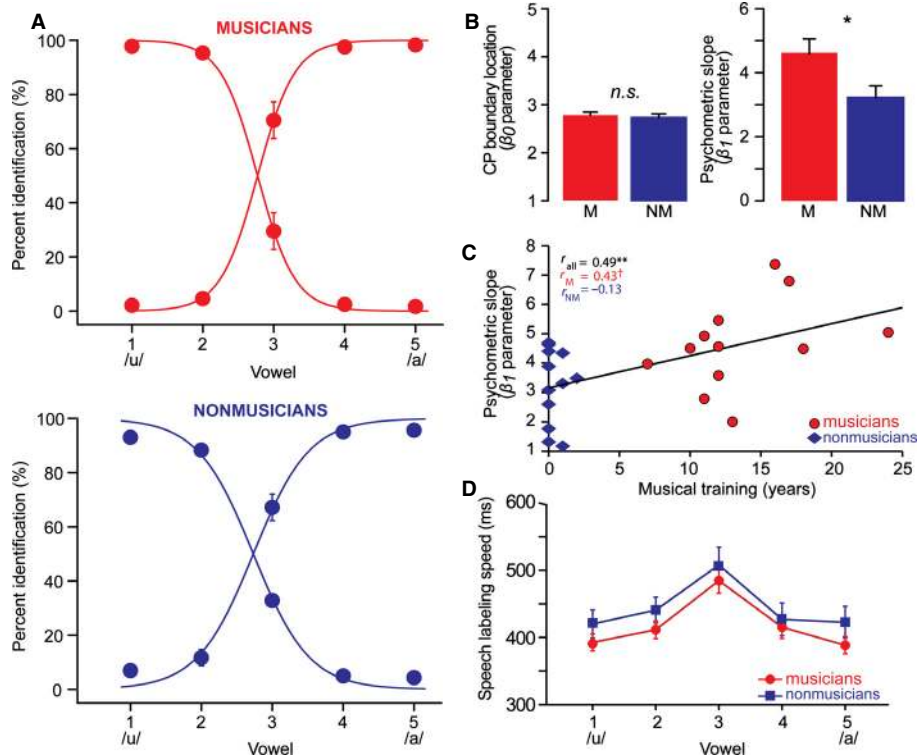 A
MUSICIANS
Percent identification (%)
100
80
60
40
20
0
1
2
3
4
5
/u/
/a/
Vowel
NONMUSICIANS
Percent identification (%)
100
80
60
40
20
0
1
2
3
4
5
/u/
/a/
Vowel
B
CP boundary location
(β0 parameter)
5
4
3
2
1
n.s.
M
NM
Psychometric slope
(β1 parameter)
6
5
4
3
2
1
0
*
M
NM
C
Psychometric slope
(β1 parameter)
8
7
6
5
4
3
2
1
rall = 0.49**
rM = 0.43†
rNM = –0.13
musicians
nonmusicians
0
5
10
15
20
25
Musical training (years)
D
Speech labeling speed (ms)
600
500
400
300
musicians
nonmusicians
1
2
3
4
5
/u/
/a/
Vowel